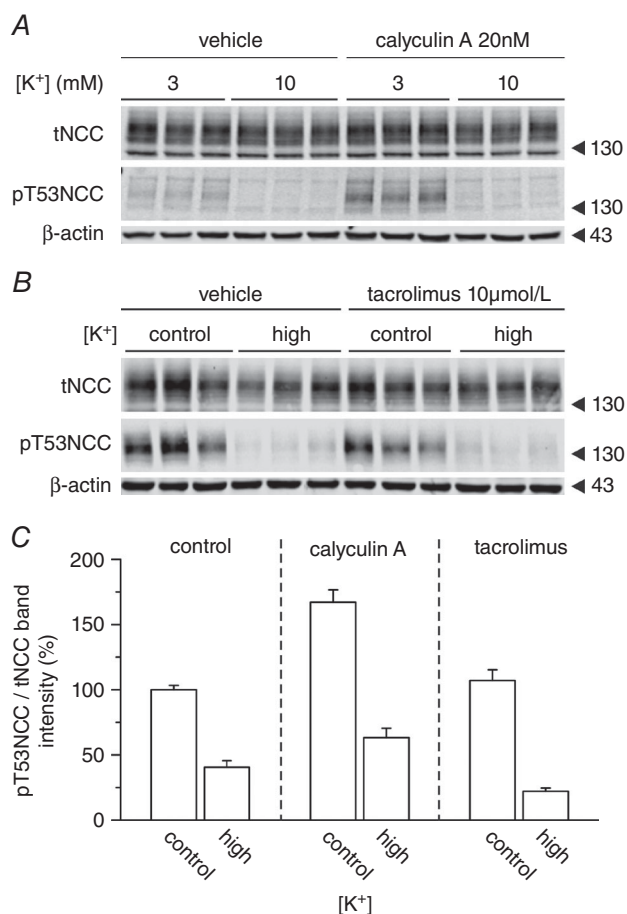 A
vehicle calyculin A 20nM
[K+] (mM) 3 10 3 10
tNCC
130
pT53NCC
130
β-actin 43
B
vehicle tacrolimus 10μmol/L
[K+] control high control high
tNCC
130
pT53NCC 130
β-actin 43
C
control calyculin A tacrolimus
pT53NCC / tNCC band
intensity (%)
200
150
100
50
0
control high control high control high
[K+]